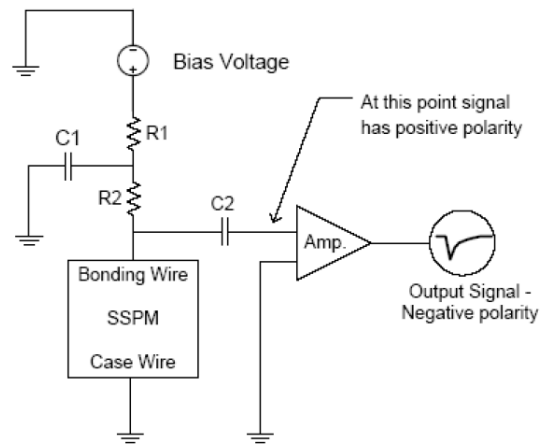 Bias Voltage
At this point signal
has positive polarity
C1
R1
R2
C2
Amp.
Bonding Wire
SSPM
Case Wire
Output Signal -
Negative polarity